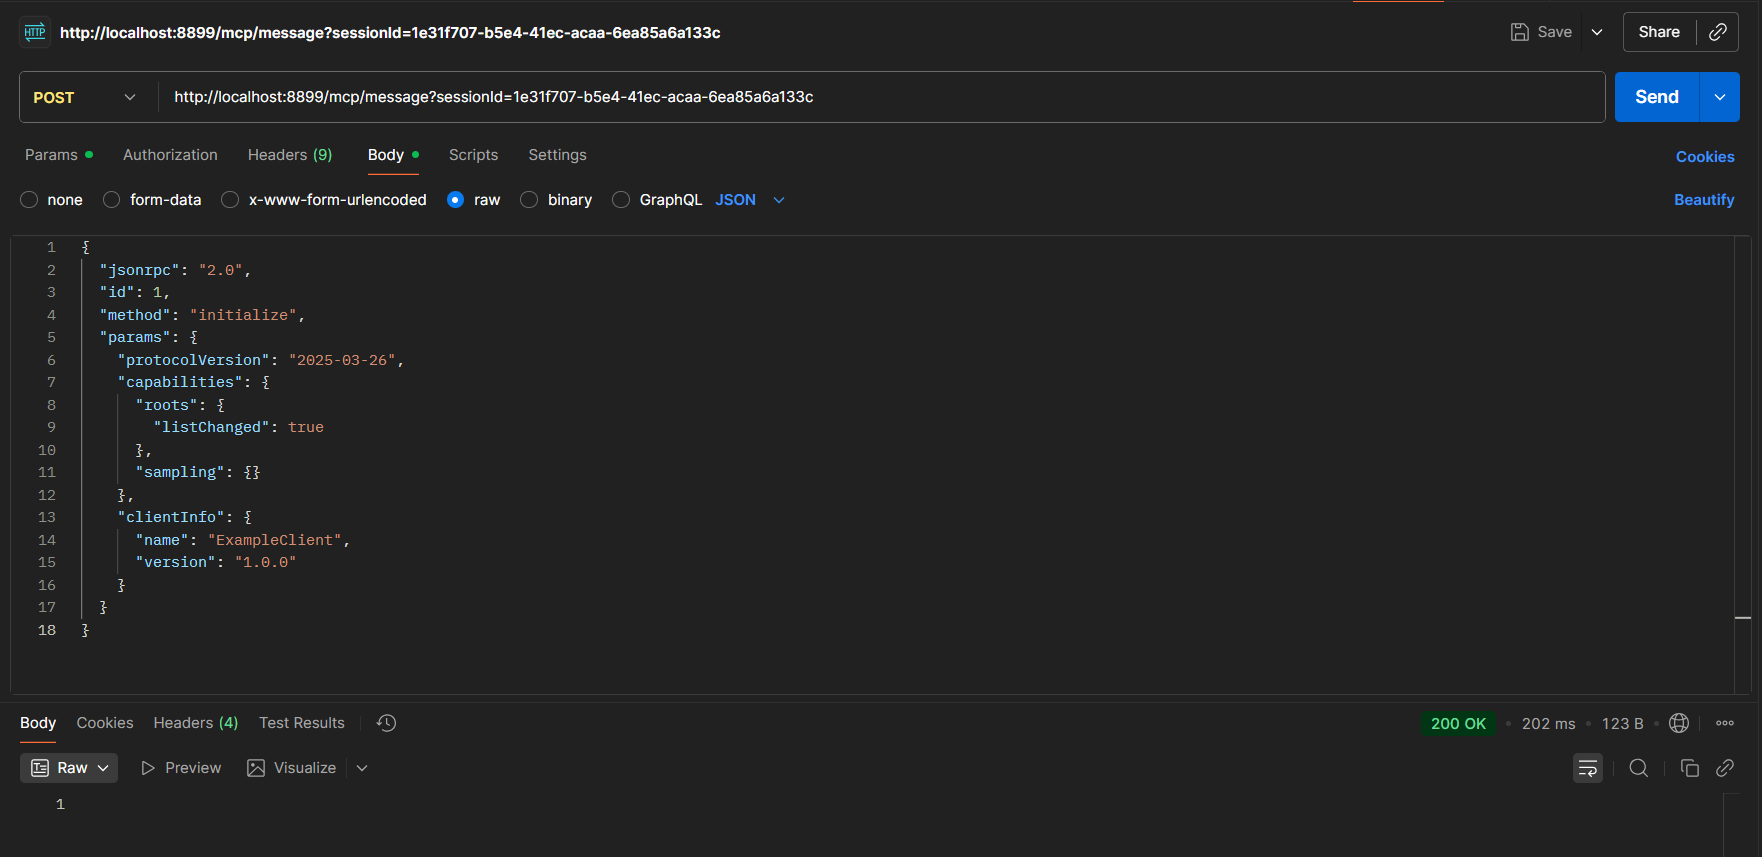 HTTP http://localhost:8899/mcp/message?sessionId=1e31f707-b5e4-41ec-acaa-6ea85a6a133c Save Share
POST http://localhost:8899/mcp/message?sessionId=1e31f707-b5e4-41ec-acaa-6ea85a6a133c Send
Params Authorization Headers (9) Body Scripts Settings Cookies
none form-data x-www-form-urlencoded raw binary GraphQL JSON Beautify
1 {
2 "jsonrpc": "2.0",
3 "id": 1,
4 "method": "initialize",
5 "params": {
6 "protocolVersion": "2025-03-26",
7 "capabilities": {
8 "roots": {
9 "listChanged": true
10 },
11 "sampling": {}
12 },
13 "clientInfo": {
14 "name": "ExampleClient",
15 "version": "1.0.0"
16 }
17 }
18 }
Body Cookies Headers (4) Test Results 200 OK 202 ms 123 B
Raw Preview Visualize
1